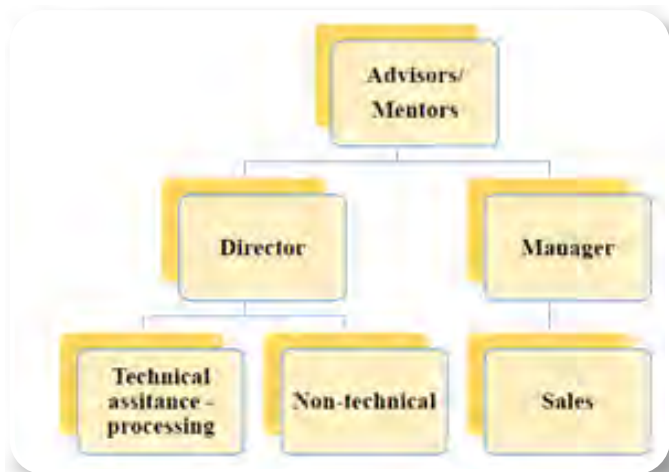 Advisors/
Mentors
Director
Manager
Technical
assitance -
processing
Non-technical
Sales